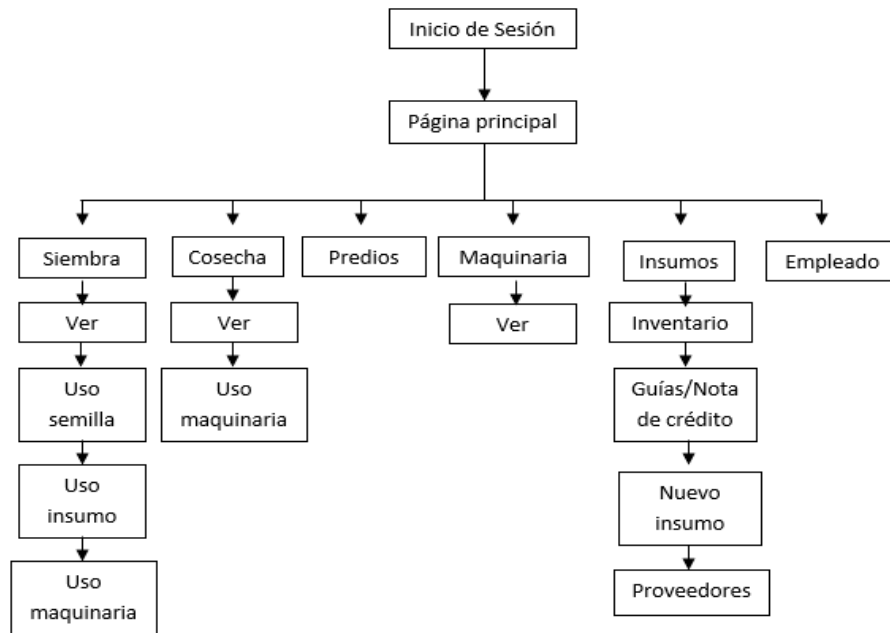 Inicio de Sesión
Página principal
Siembra
Cosecha
Predios
Maquinaria
Insumos
Empleado
Ver
Ver
Ver
Inventario
Uso
semilla
Uso
maquinaria
Guías/Nota
de crédito
Uso
insumo
Nuevo
insumo
Uso
maquinaria
Proveedores